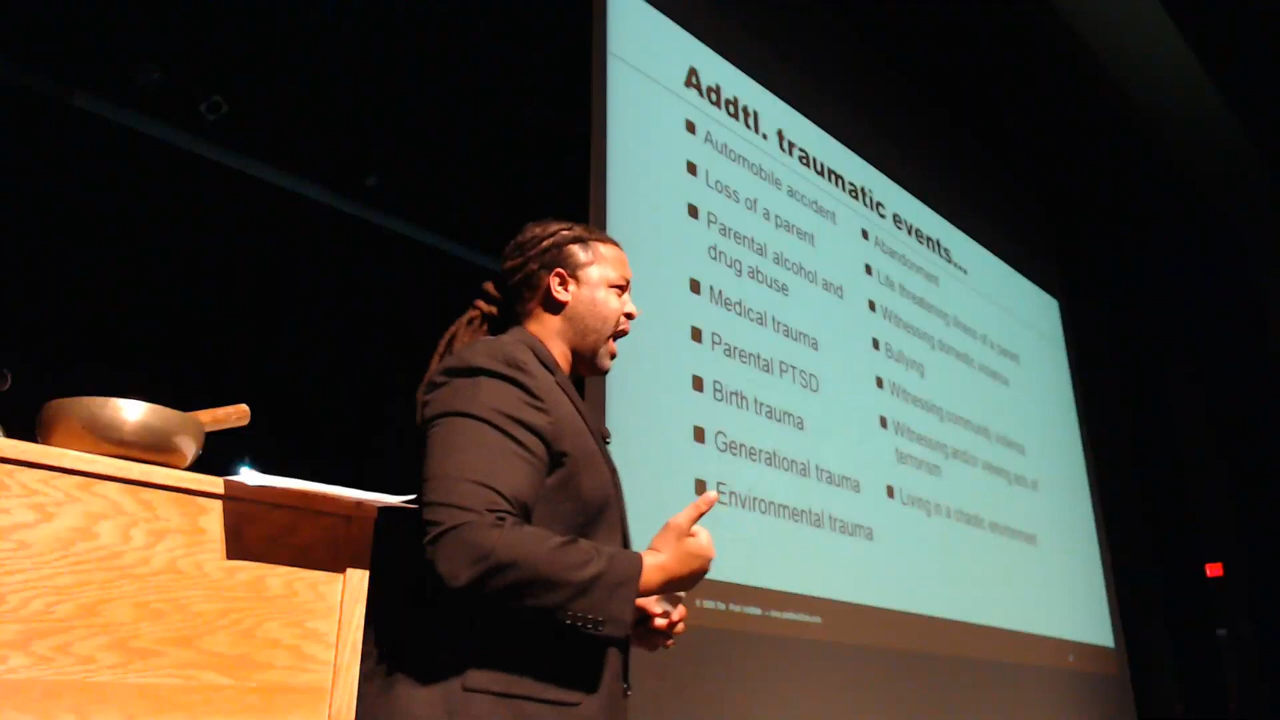 Addtl. traumatic events...
Automobile accident
Loss of a parent
Parental alcohol and
drug abuse
Medical trauma
Parental PTSD
Birth trauma
Generational trauma
Environmental trauma
Abandonment
Life threatening illness of a parent
Witnessing domestic violence
Bullying
Witnessing community violence
Witnessing and/or viewing acts of
terrorism
Living in a chaotic environment